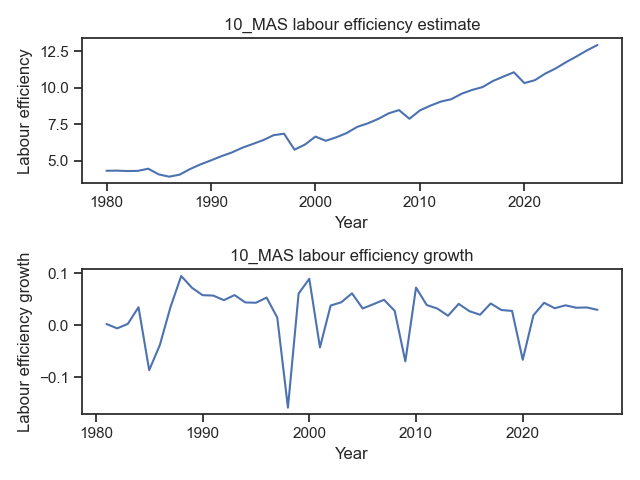 10_MAS labour efficiency estimate
Labour efficiency
12.5
10.0
7.5
5.0
1980 1990 2000 2010 2020
Year
10_MAS labour efficiency growth
Labour efficiency growth
0.1
0.0
−0.1
1980 1990 2000 2010 2020
Year